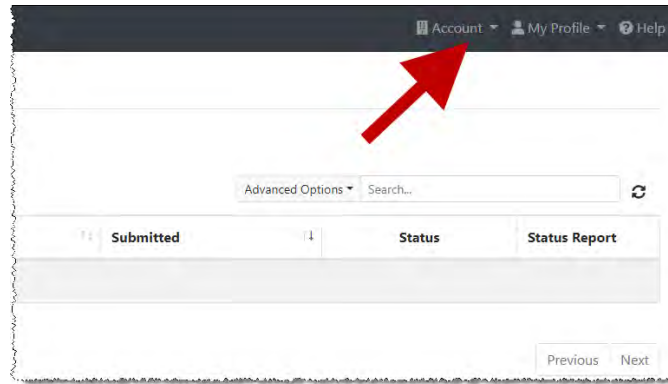 Account My Profile Help
Advanced Options Search...
Submitted Status Status Report
Previous Next